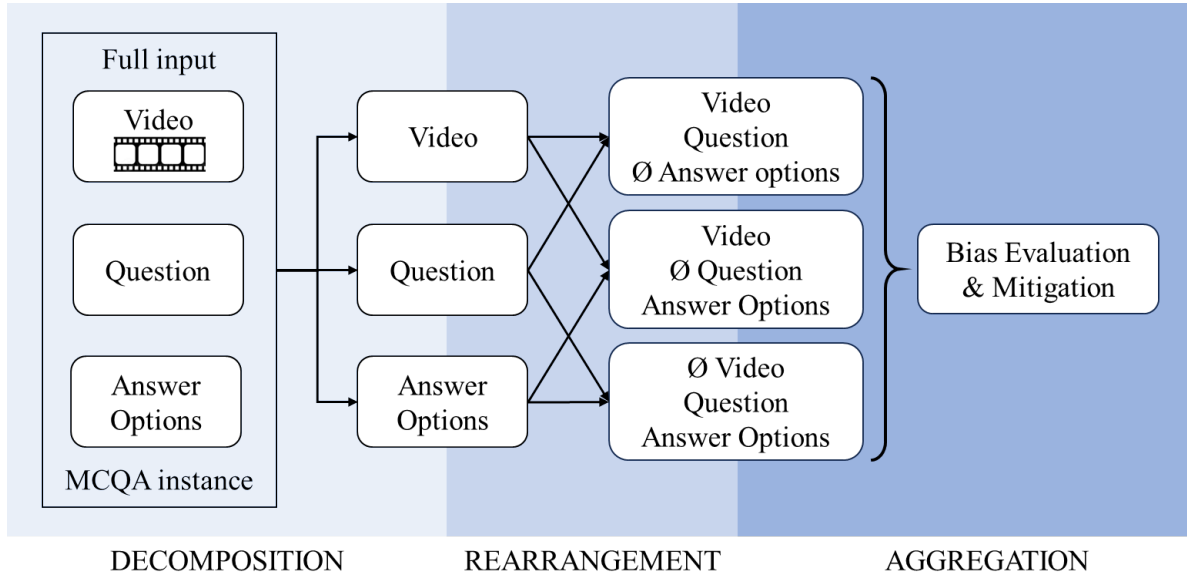 Full input
Video
Question
Answer
Options
MCQA instance
Video
Question
Answer
Options
Video
Question
Ø Answer options
Video
Ø Question
Answer Options
Ø Video
Question
Answer Options
Bias Evaluation
& Mitigation
DECOMPOSITION
REARRANGEMENT
AGGREGATION